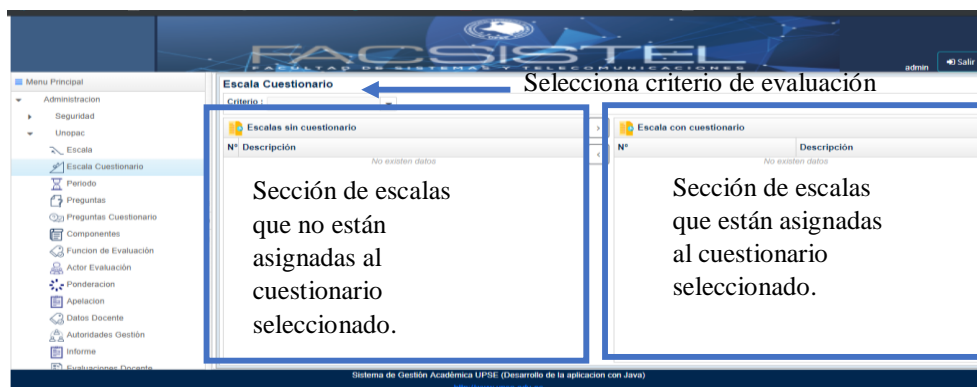 FACSISTEL
FACULTAD DE SISTEMAS Y TELECOMUNICACIONES
admin
Salir
Menu Principal
Administracion
Seguridad
Unopac
Escala
Escala Cuestionario
Periodo
Preguntas
Preguntas Cuestionario
Componentes
Funcion de Evaluación
Actor Evaluación
Ponderacion
Apelacion
Datos Docente
Autoridades Gestión
Informe
Evaluaciones Docente
Escala Cuestionario
Selecciona criterio de evaluación
Criterio :
Escalas sin cuestionario
Nº Descripción
No existen datos
Sección de escalas
que no están
asignadas al
cuestionario
seleccionado.
Escala con cuestionario
Nº Descripción
No existen datos
Sección de escalas
que están asignadas
al cuestionario
seleccionado.
Sistema de Gestión Académica UPSE (Desarrollo de la aplicacion con Java)